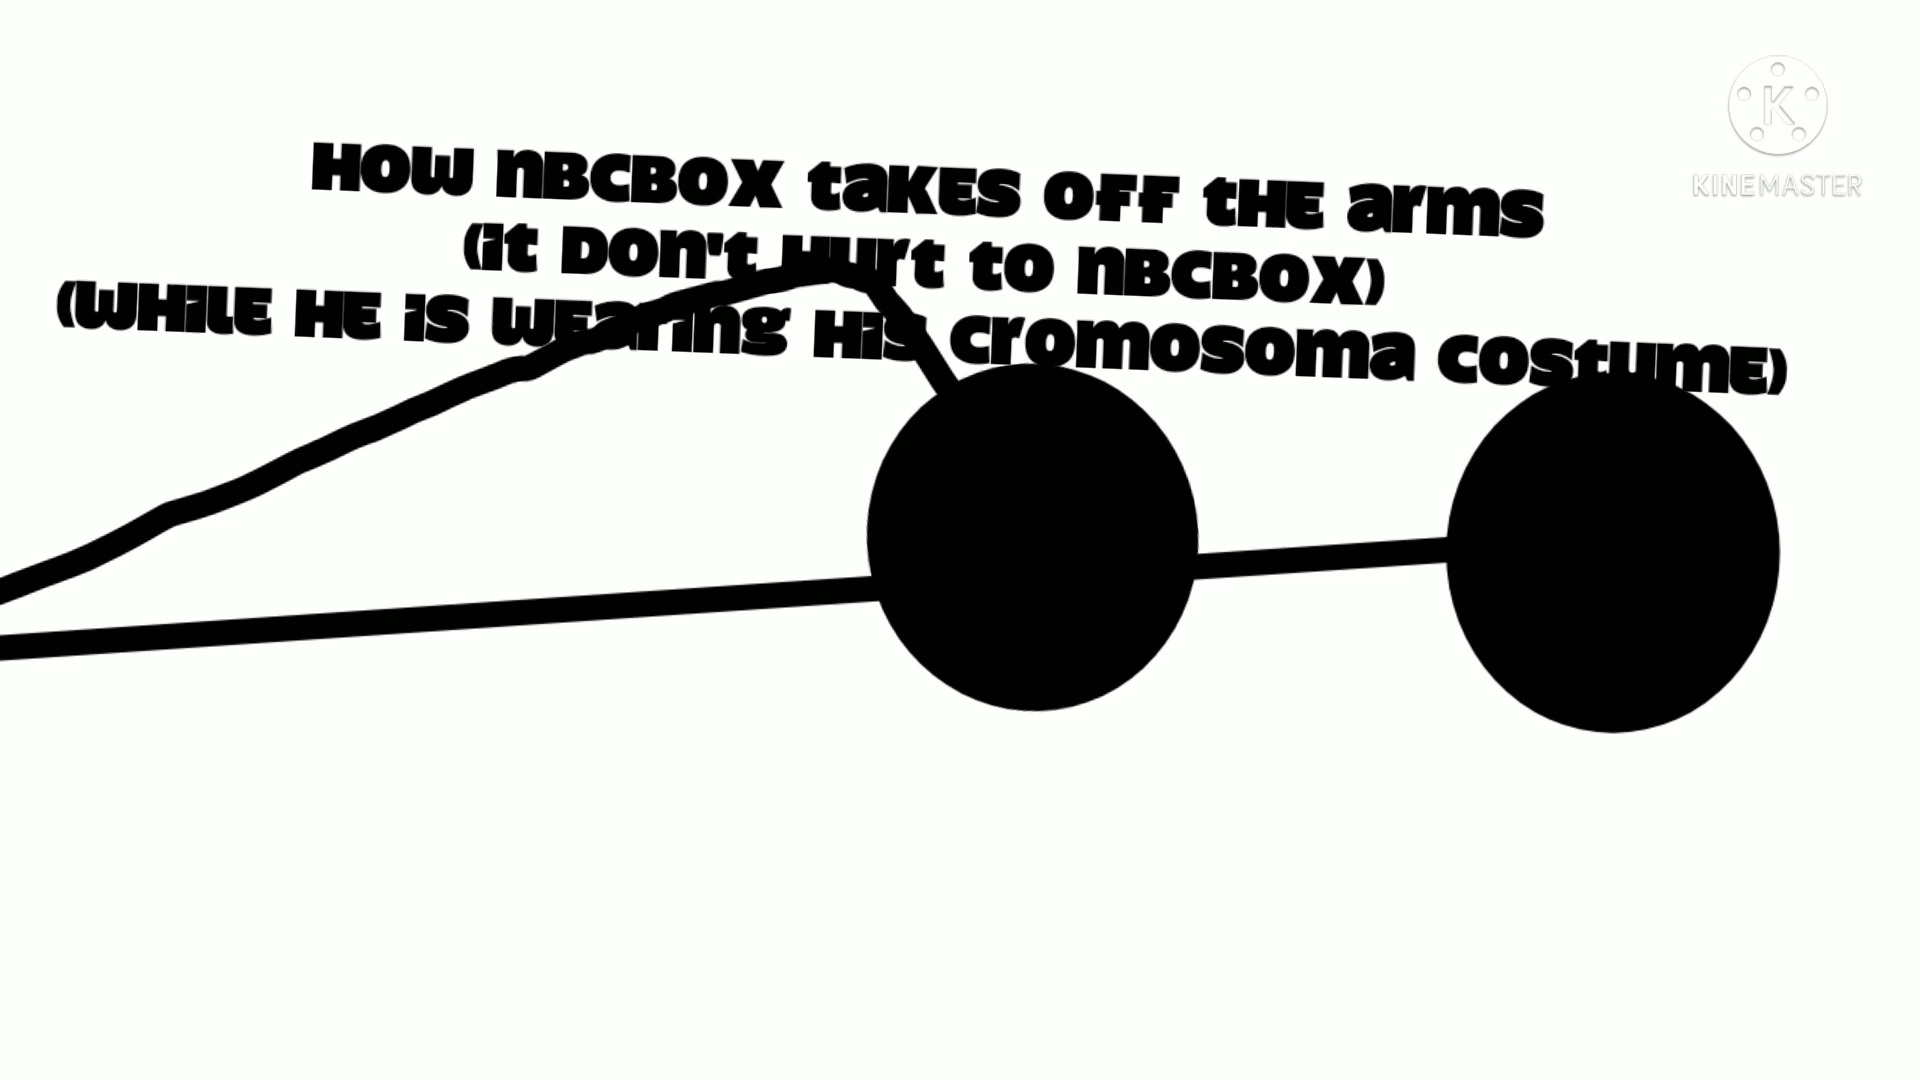 HOW NBCBOX TAKES OFF THE ARMS
(IT DON'T HURT TO NBCBOX)
(WHILE HE IS WEARING HIS CROMOSOMA COSTUME)
K
KINEMASTER